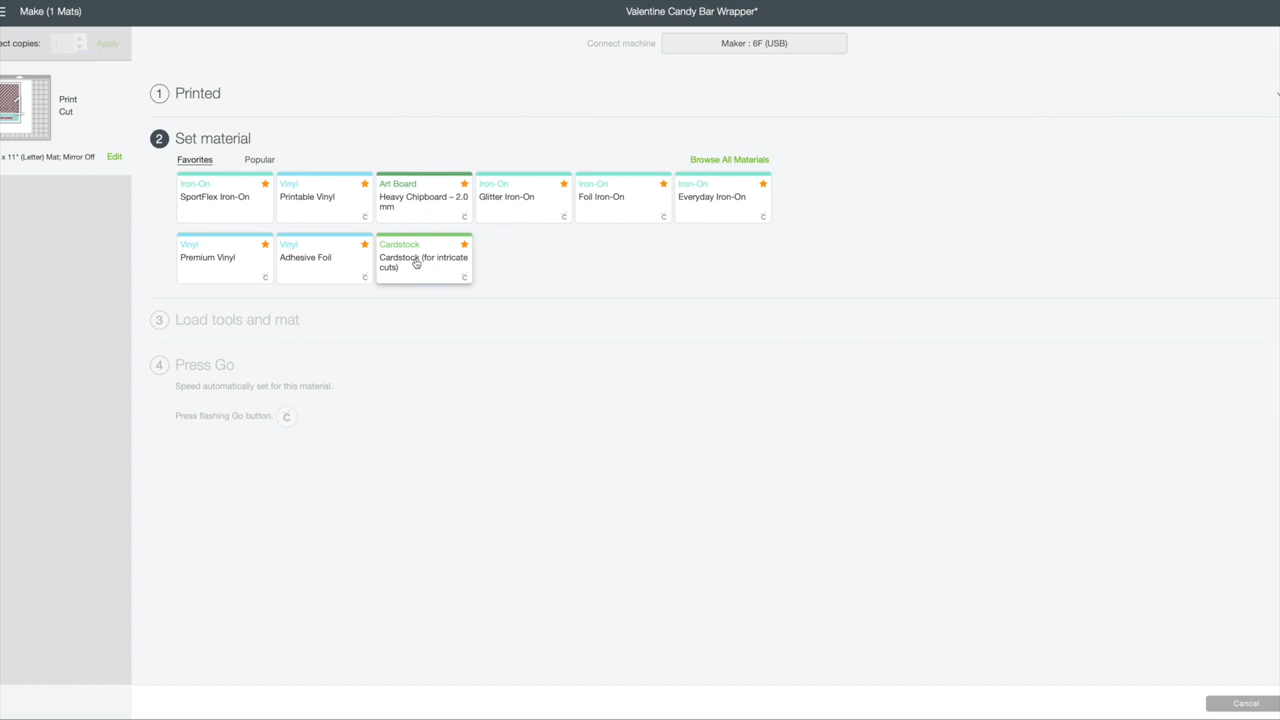 Make (1 Mats)
Valentine Candy Bar Wrapper*
ect copies:
1
Apply
Connect machine
Maker : 6F (USB)
Print
Cut
x 11" (Letter) Mat; Mirror Off
Edit
1
Printed
2
Set material
Favorites
Popular
Browse All Materials
Iron-On
SportFlex Iron-On
Vinyl
Printable Vinyl
Art Board
Heavy Chipboard – 2.0
mm
Iron-On
Glitter Iron-On
Iron-On
Foil Iron-On
Iron-On
Everyday Iron-On
Vinyl
Premium Vinyl
Vinyl
Adhesive Foil
Cardstock
Cardstock (for intricate
cuts)
3
Load tools and mat
4
Press Go
Speed automatically set for this material.
Press flashing Go button.
Cancel